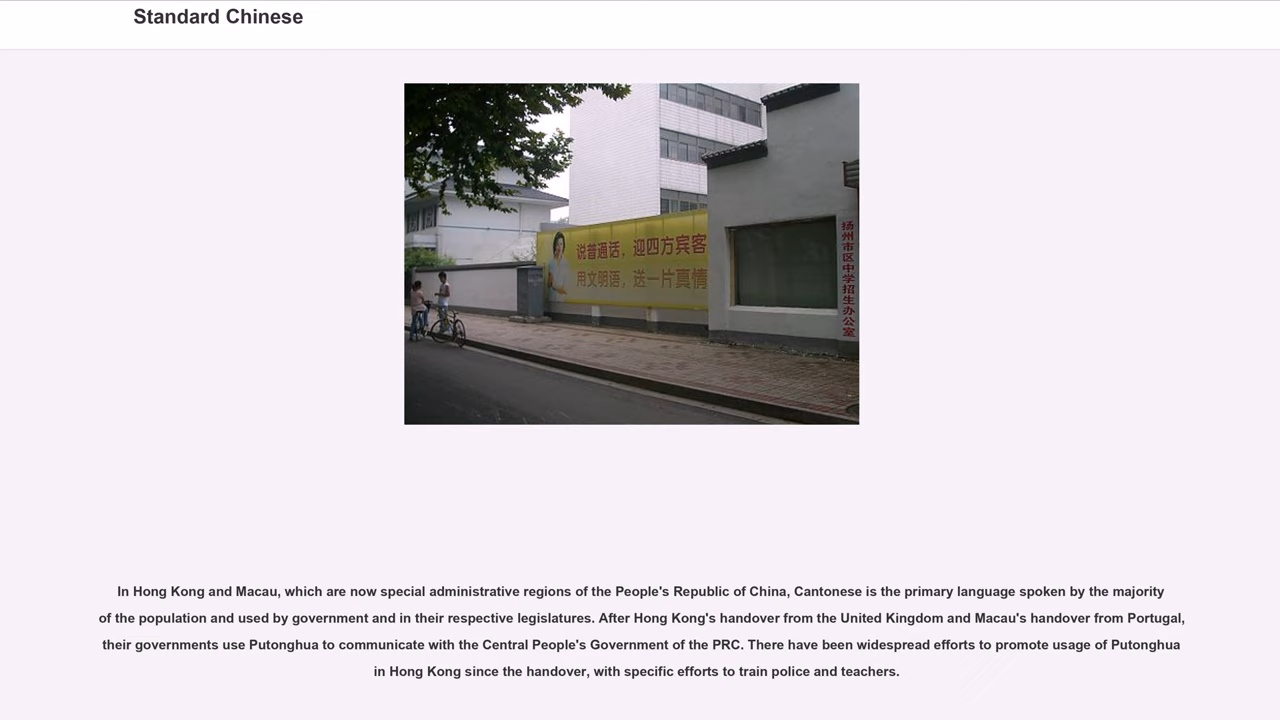 Standard Chinese
说普通话，迎四方宾客
用文明语，送一片真情
扬州市区中学招生办公室
In Hong Kong and Macau, which are now special administrative regions of the People's Republic of China, Cantonese is the primary language spoken by the majority
of the population and used by government and in their respective legislatures. After Hong Kong's handover from the United Kingdom and Macau's handover from Portugal,
their governments use Putonghua to communicate with the Central People's Government of the PRC. There have been widespread efforts to promote usage of Putonghua
in Hong Kong since the handover, with specific efforts to train police and teachers.